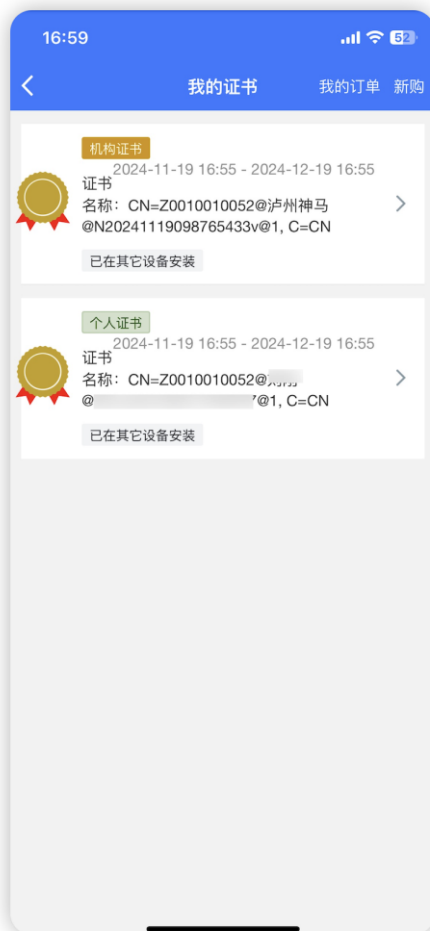 16:59
52
我的证书
我的订单 新购
机构证书
2024-11-19 16:55 - 2024-12-19 16:55
证书
名称：CN=Z0010010052@泸州神马
@N20241119098765433v@1, C=CN
已在其它设备安装
个人证书
2024-11-19 16:55 - 2024-12-19 16:55
证书
名称：CN=Z0010010052@
@ @1, C=CN
已在其它设备安装